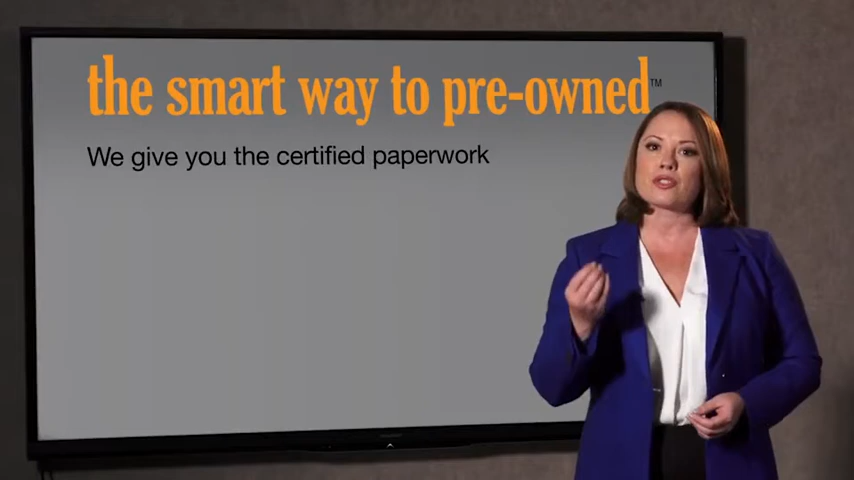 the smart way to pre-owned™
We give you the certified paperwork